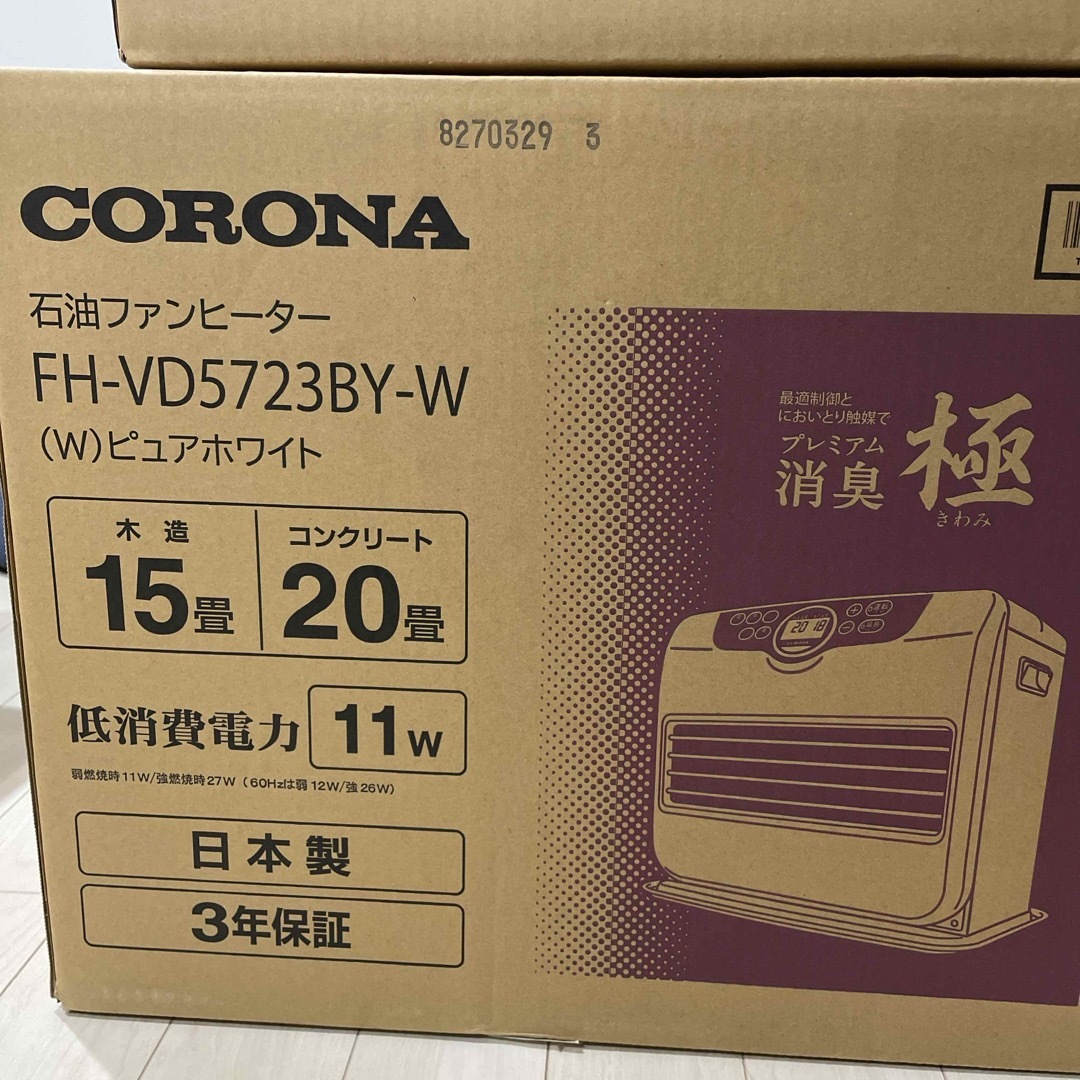 8270329 3
CORONA
石油ファンヒーター
FH-VD5723BY-W
(W)ピュアホワイト
木造
15畳
コンクリート
20畳
低消費電力 11W
弱燃焼時11W/強燃焼時27W (60Hzは弱12W/強26W)
日本製
3年保証
最適制御と
においとり触媒で
プレミアム
消臭 極
きわみ
20 18
運転